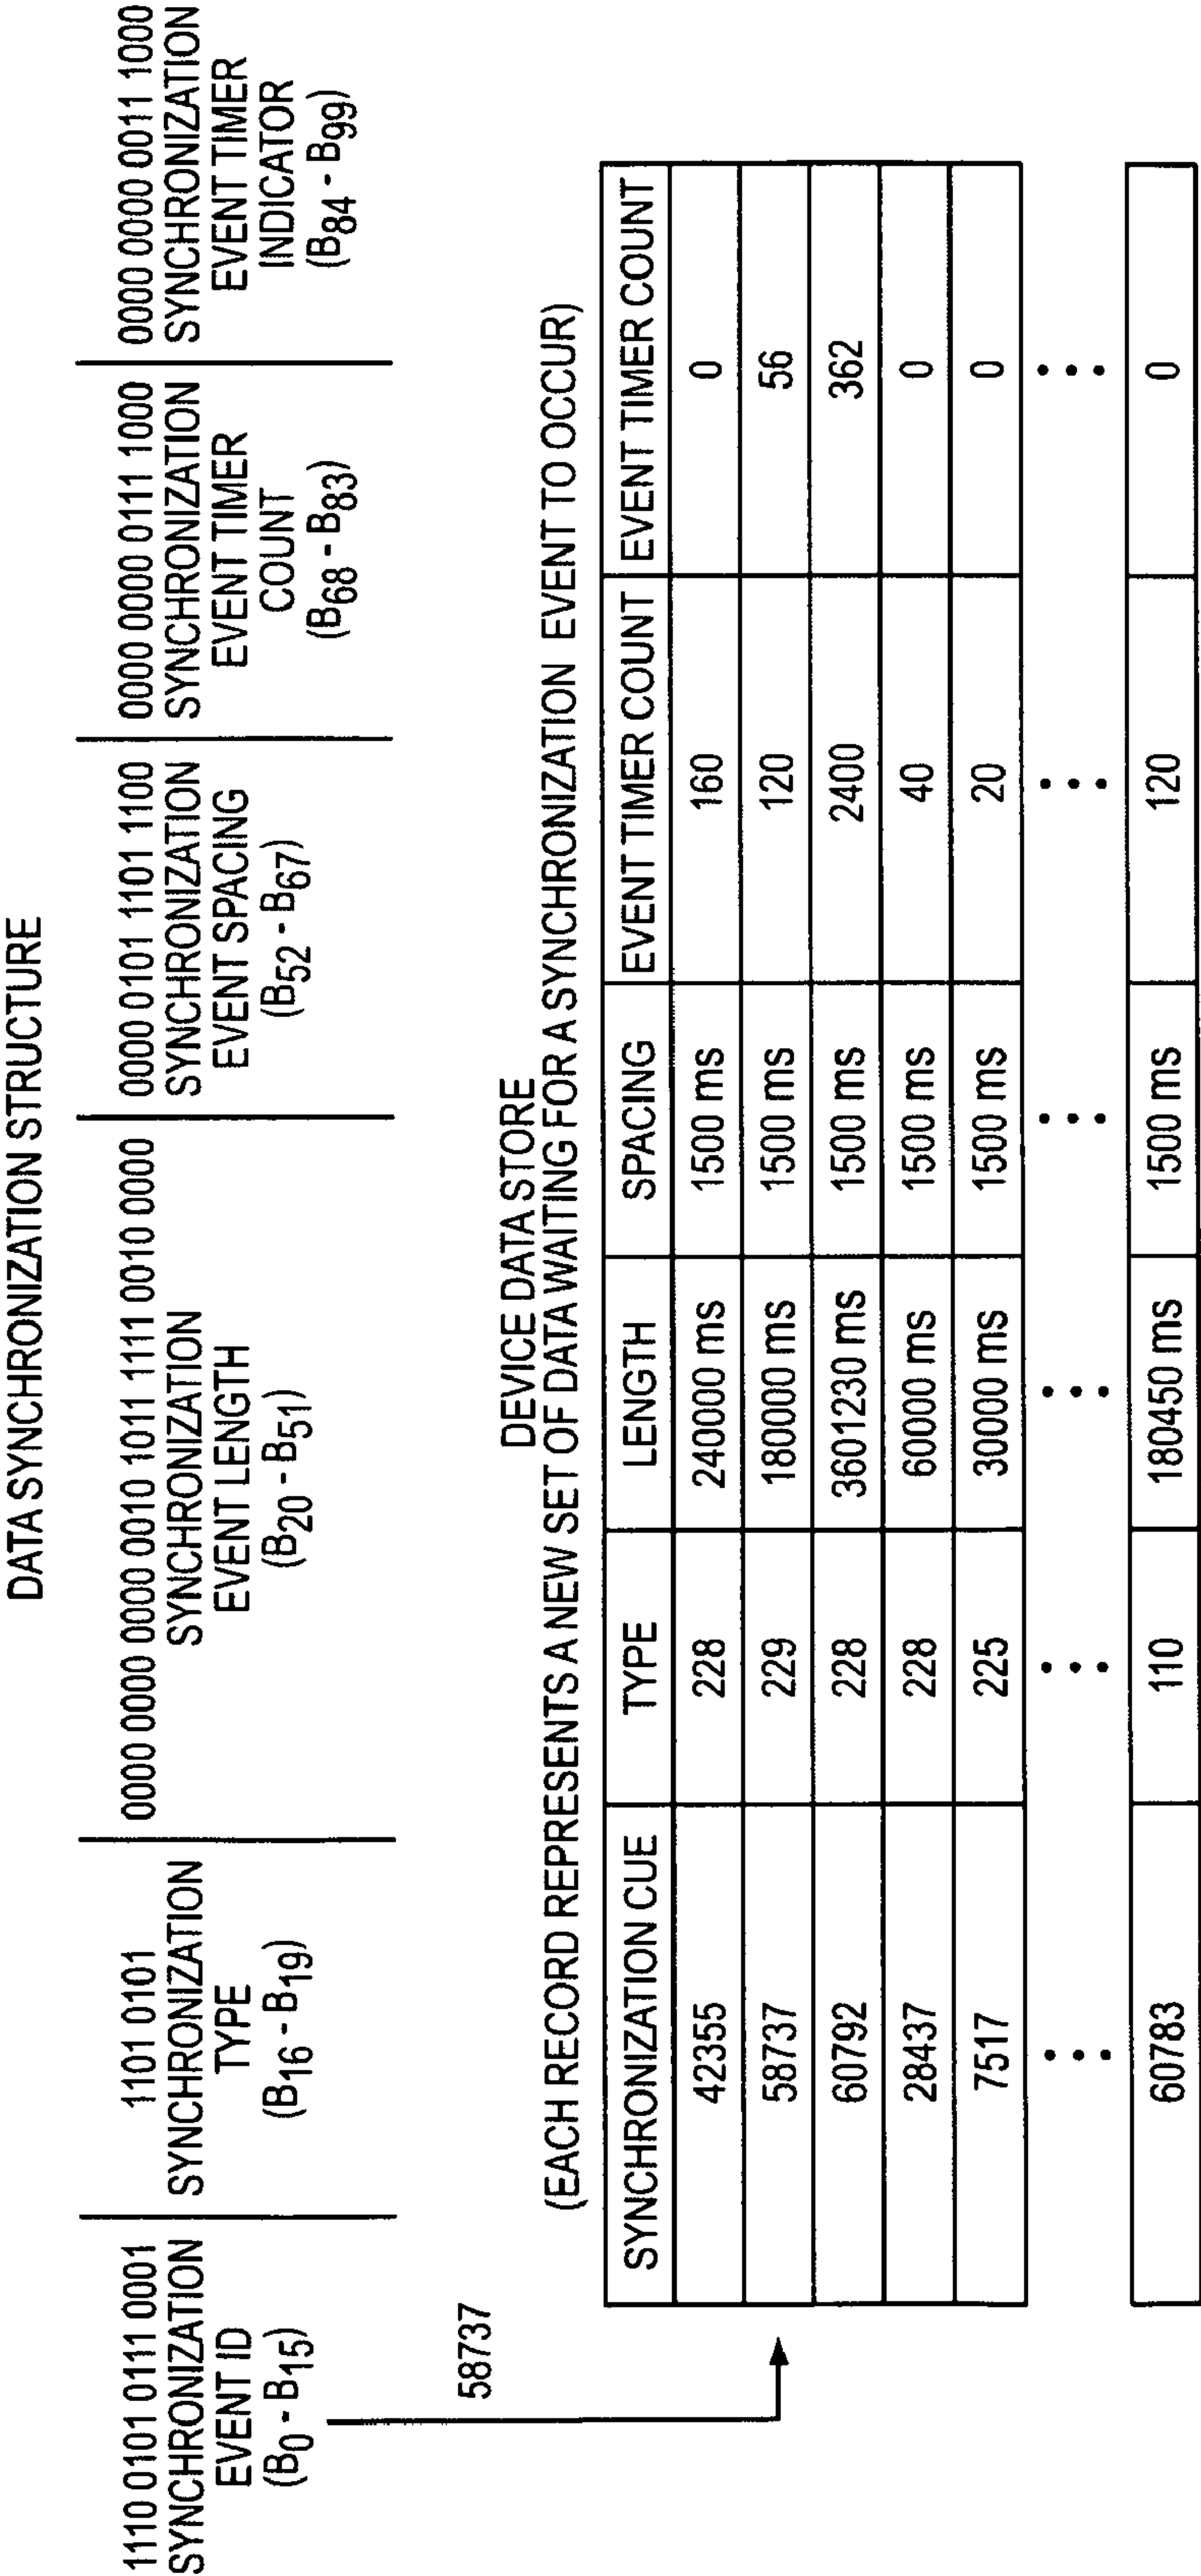 DATA SYNCHRONIZATION STRUCTURE
1110 0101 0111 0001
SYNCHRONIZATION
EVENT ID
(B0 - B15)
1101 0101
SYNCHRONIZATION
TYPE
(B16 - B19)
0000 0000 0000 0010 1011 1111 0010 0000
SYNCHRONIZATION
EVENT LENGTH
(B20 - B51)
0000 0101 1101 1100
SYNCHRONIZATION
EVENT SPACING
(B52 - B67)
0000 0000 0111 1000
SYNCHRONIZATION
EVENT TIMER
COUNT
(B68 - B83)
0000 0000 0011 1000
SYNCHRONIZATION
EVENT TIMER
INDICATOR
(B84 - B99)
58737
DEVICE DATA STORE
(EACH RECORD REPRESENTS A NEW SET OF DATA WAITING FOR A SYNCHRONIZATION EVENT TO OCCUR)
SYNCHRONIZATION CUE TYPE LENGTH SPACING EVENT TIMER COUNT EVENT TIMER COUNT
42355 228 240000 ms 1500 ms 160 0
58737 229 180000 ms 1500 ms 120 56
60792 228 3601230 ms 1500 ms 2400 362
28437 228 60000 ms 1500 ms 40 0
7517 225 30000 ms 1500 ms 20 0
60783 110 180450 ms 1500 ms 120 0